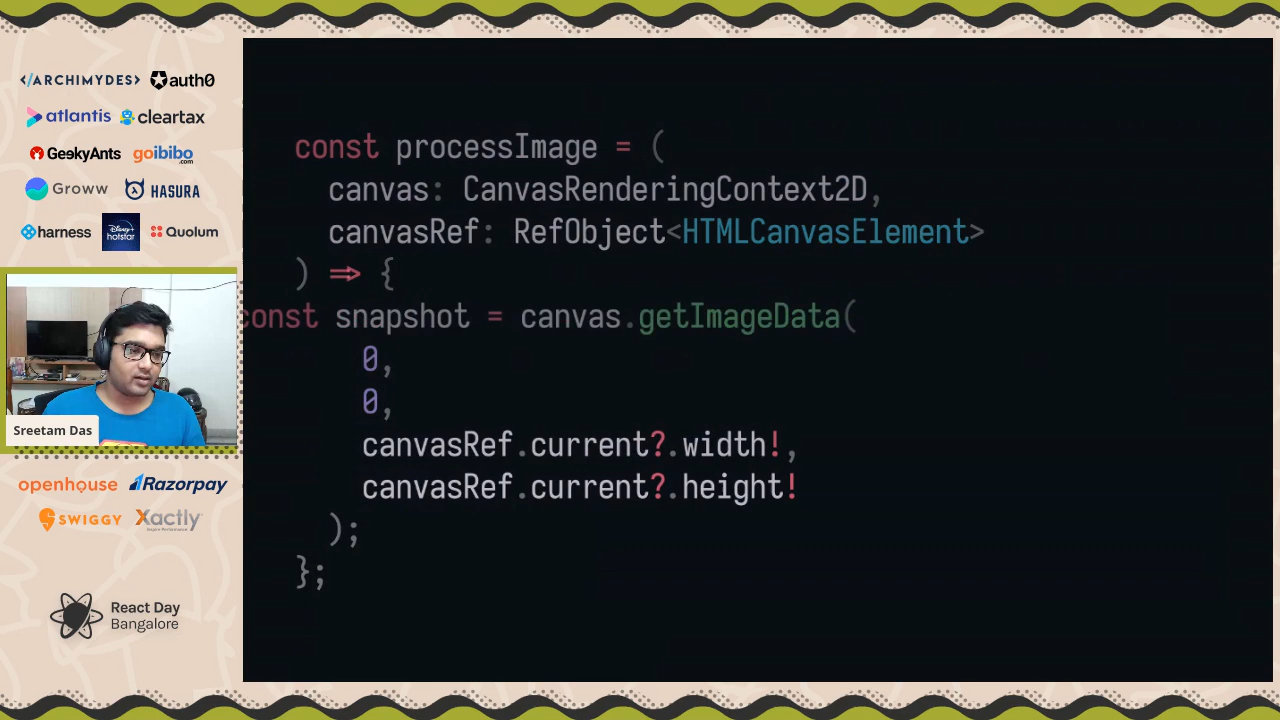 </ARCHIMYDES> auth0
atlantis cleartax
GeekyAnts goibibo.com
Groww HASURA
harness Disney+ hotstar Quolum
Sreetam Das
openhouse Razorpay
SWIGGY Xactly
React Day
Bangalore
const processImage = (
canvas: CanvasRenderingContext2D,
canvasRef: RefObject<HTMLCanvasElement>
) => {
const snapshot = canvas.getImageData(
0,
0,
canvasRef.current?.width!,
canvasRef.current?.height!
);
};